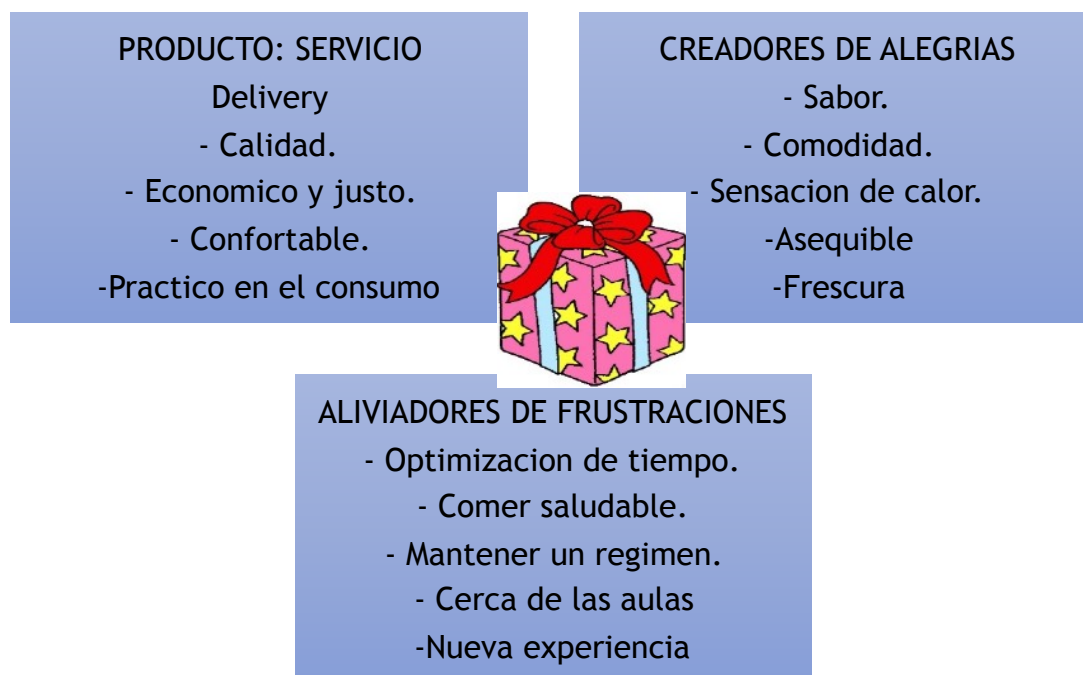 PRODUCTO: SERVICIO
Delivery
- Calidad.
- Economico y justo.
- Confortable.
-Practico en el consumo
CREADORES DE ALEGRIAS
- Sabor.
- Comodidad.
- Sensacion de calor.
-Asequible
-Frescura
ALIVIADORES DE FRUSTRACIONES
- Optimizacion de tiempo.
- Comer saludable.
- Mantener un regimen.
- Cerca de las aulas
-Nueva experiencia